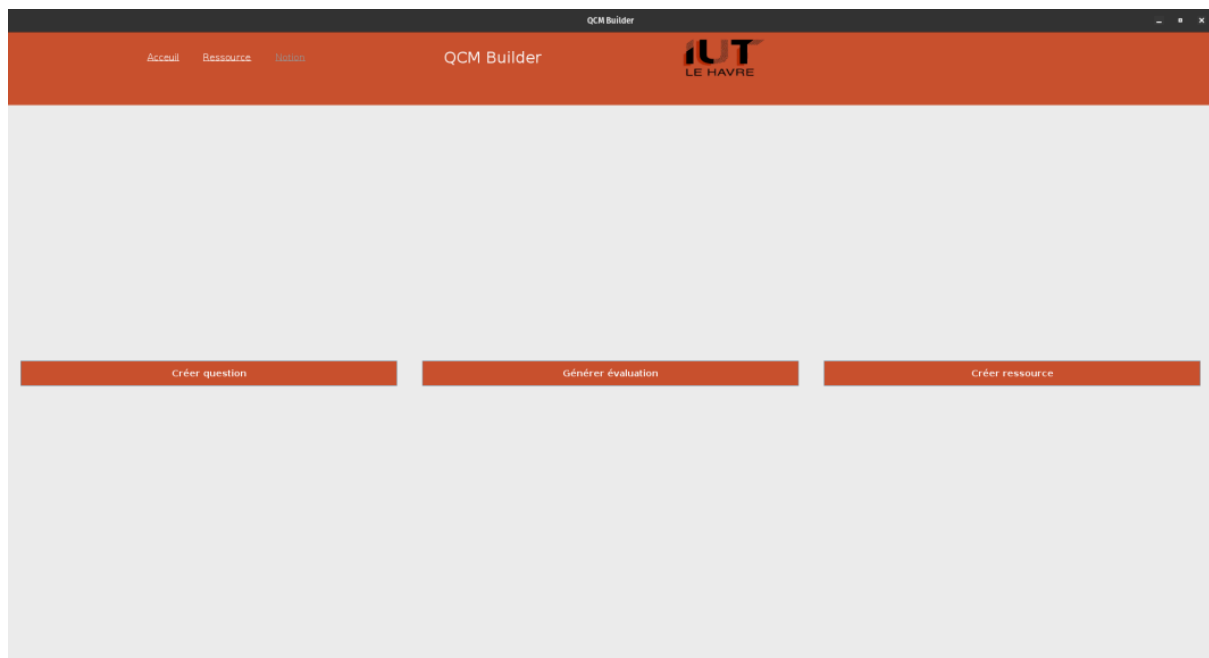 QCM Builder
Acceuil Ressource Notion QCM Builder IUT
LE HAVRE
Créer question Générer évaluation Créer ressource